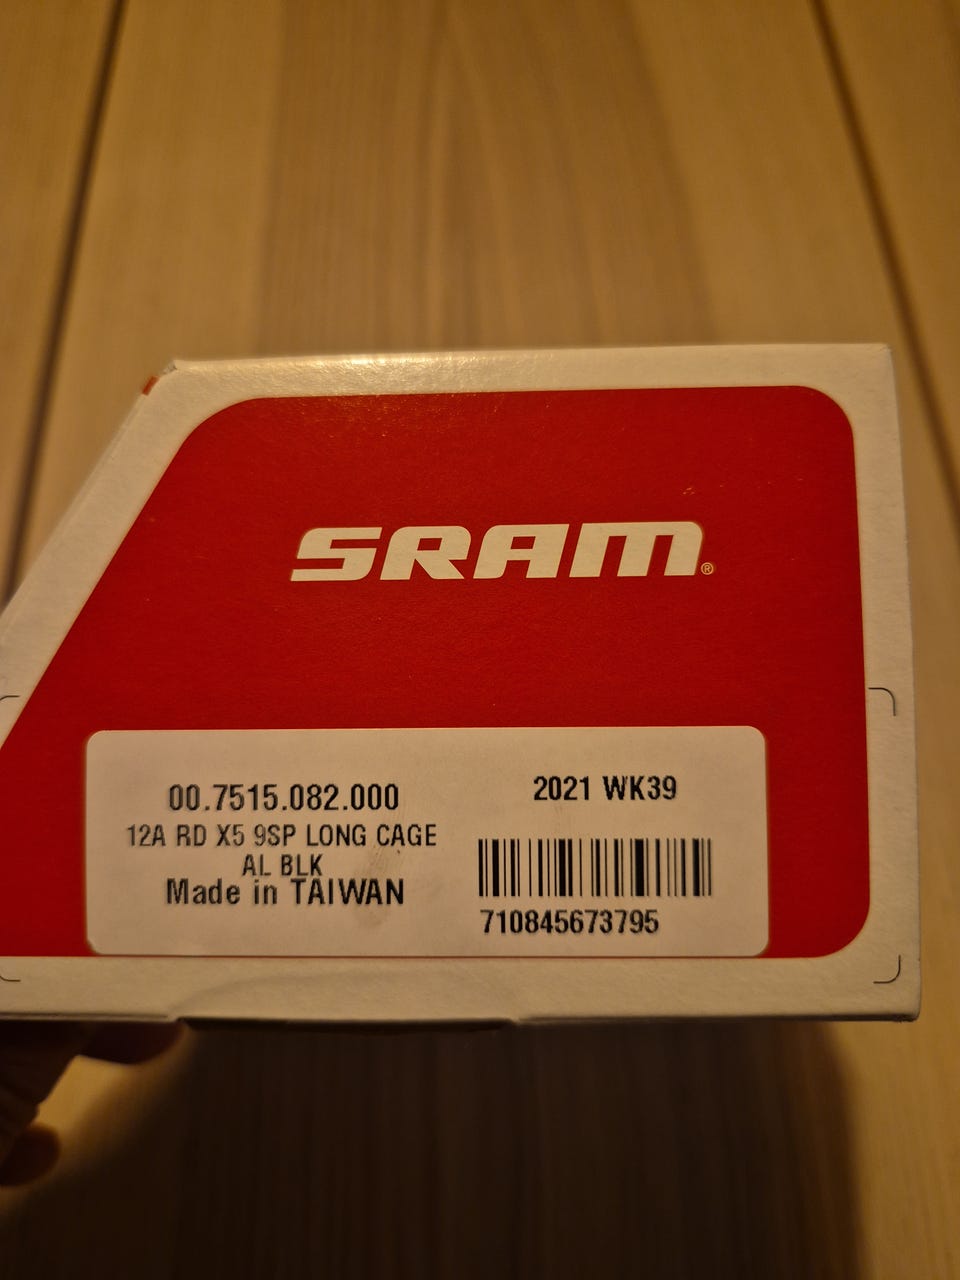 SRAM®
00.7515.082.000
12A RD X5 9SP LONG CAGE
AL BLK
Made in TAIWAN
2021 WK39
710845673795